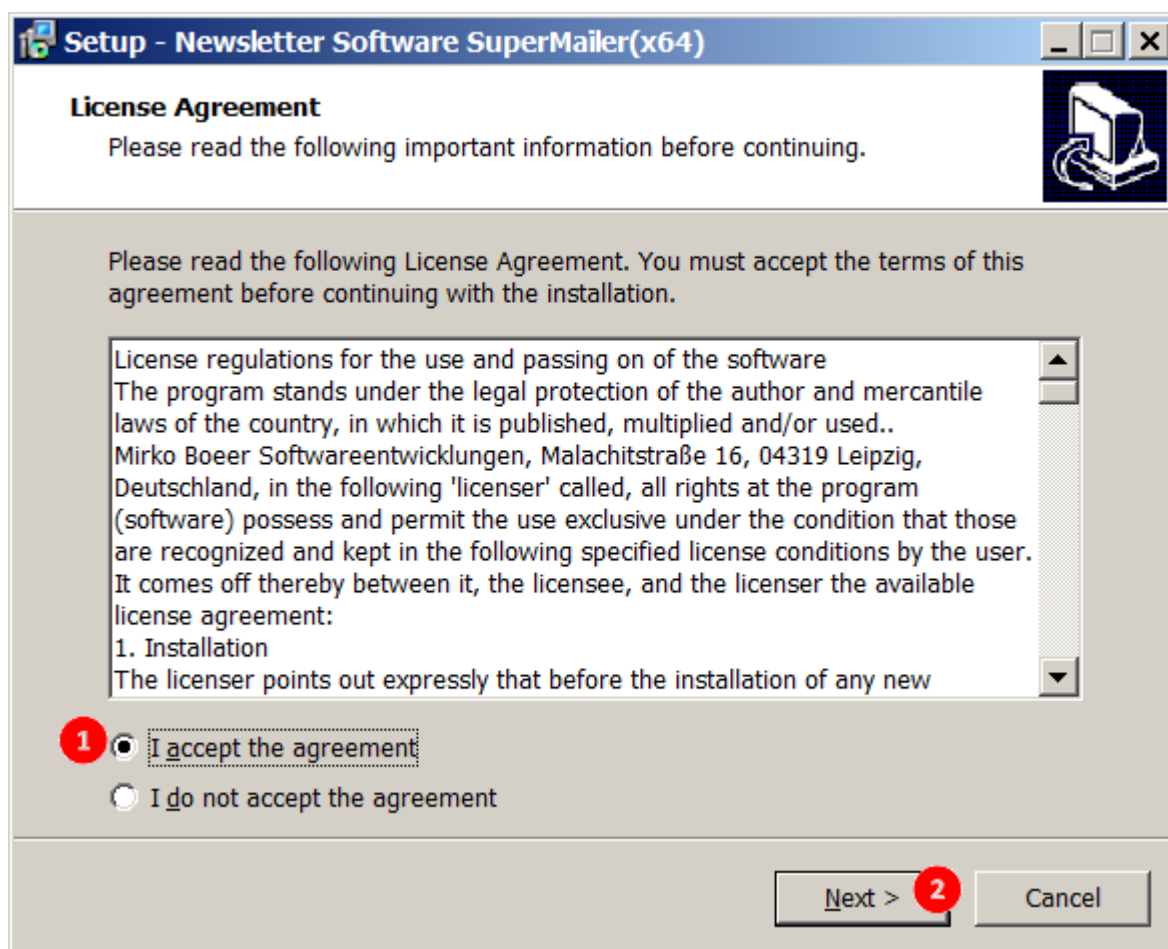 Setup - Newsletter Software SuperMailer(x64)
License Agreement
Please read the following important information before continuing.
Please read the following License Agreement. You must accept the terms of this
agreement before continuing with the installation.
License regulations for the use and passing on of the software
The program stands under the legal protection of the author and mercantile
laws of the country, in which it is published, multiplied and/or used..
Mirko Boeer Softwareentwicklungen, Malachitstraße 16, 04319 Leipzig,
Deutschland, in the following 'licenser' called, all rights at the program
(software) possess and permit the use exclusive under the condition that those
are recognized and kept in the following specified license conditions by the user.
It comes off thereby between it, the licensee, and the licenser the available
license agreement:
1. Installation
The licenser points out expressly that before the installation of any new
1 I accept the agreement
I do not accept the agreement
Next > 2 Cancel